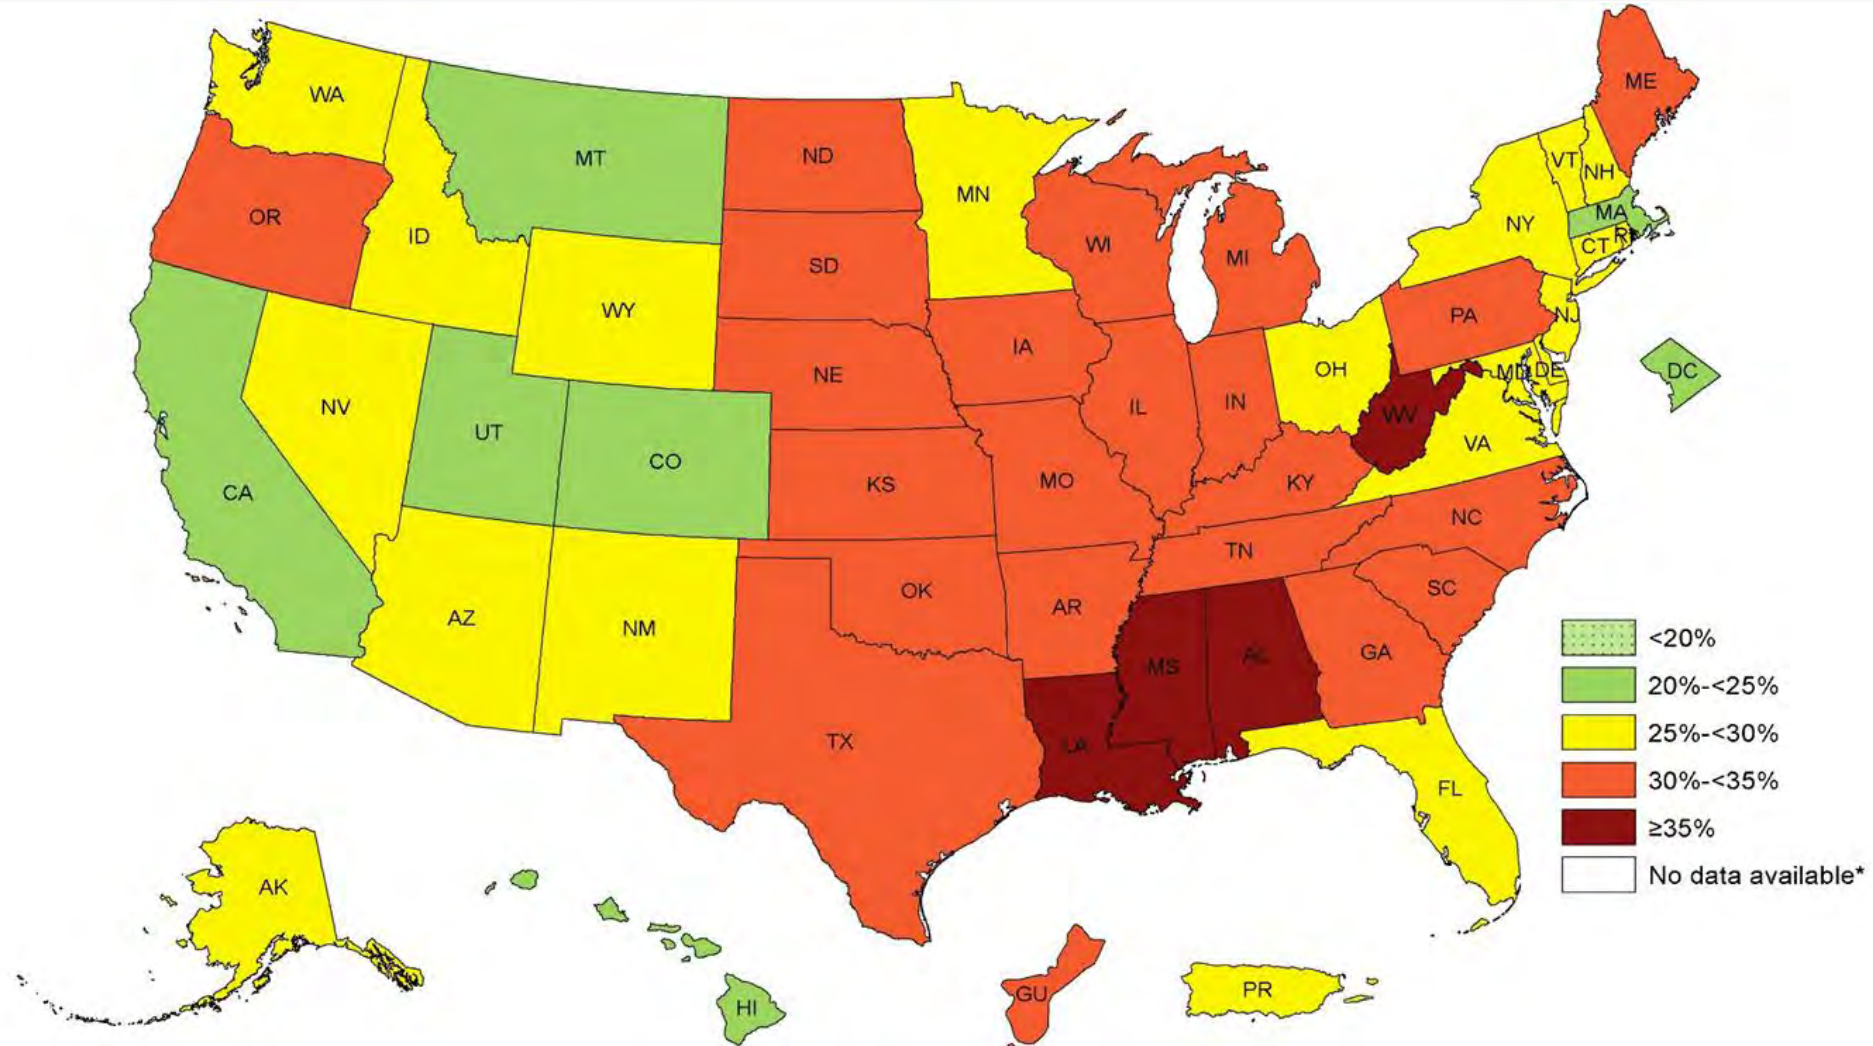 WA
MT
ND
MN
ME
VT
NH
OR
ID
WY
SD
WI
MI
NY
MA
CT
RI
NV
UT
CO
NE
IA
IL
IN
OH
PA
NJ
MD
DE
DC
WV
VA
CA
KS
MO
KY
NC
TN
AZ
NM
OK
AR
SC
MS
AL
GA
TX
LA
FL
AK
HI
GU
PR
<20%
20%-<25%
25%-<30%
30%-<35%
≥35%
No data available*